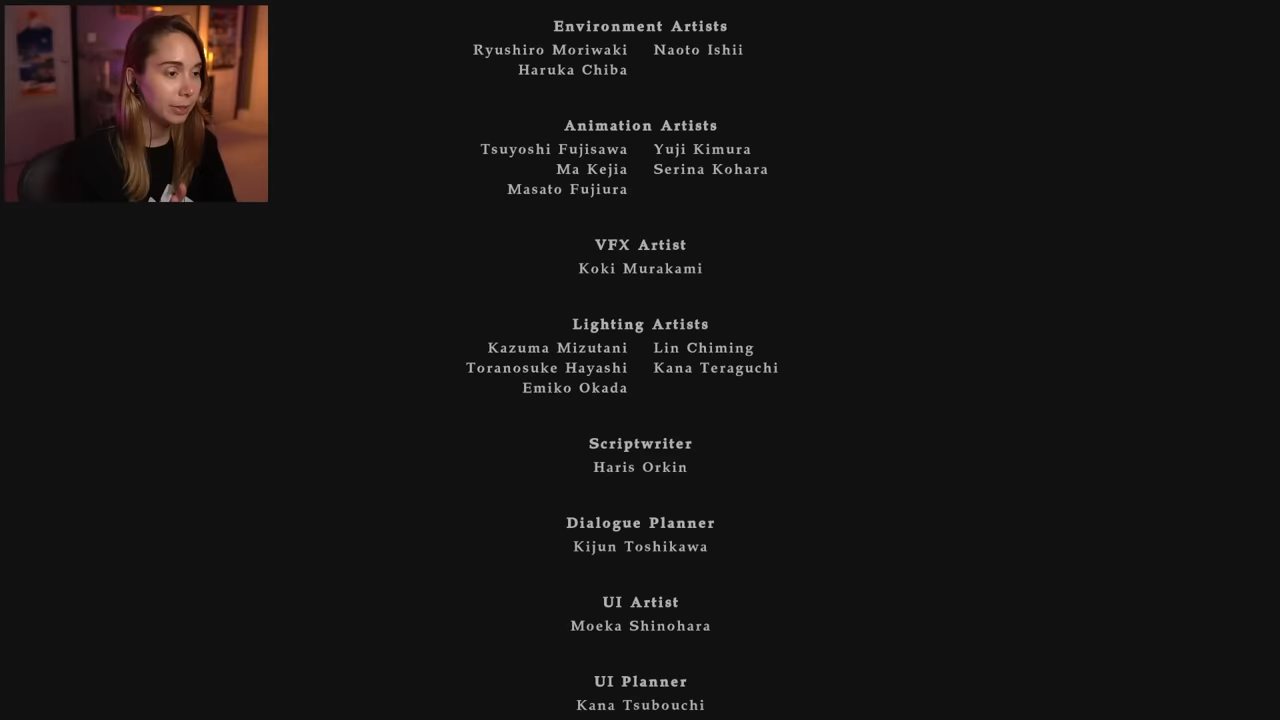 Environment Artists
Ryushiro Moriwaki Naoto Ishii
Haruka Chiba
Animation Artists
Tsuyoshi Fujisawa Yuji Kimura
Ma Kejia Serina Kohara
Masato Fujiura
VFX Artist
Koki Murakami
Lighting Artists
Kazuma Mizutani Lin Chiming
Toranosuke Hayashi Kana Teraguchi
Emiko Okada
Scriptwriter
Haris Orkin
Dialogue Planner
Kijun Toshikawa
UI Artist
Moeka Shinohara
UI Planner
Kana Tsubouchi